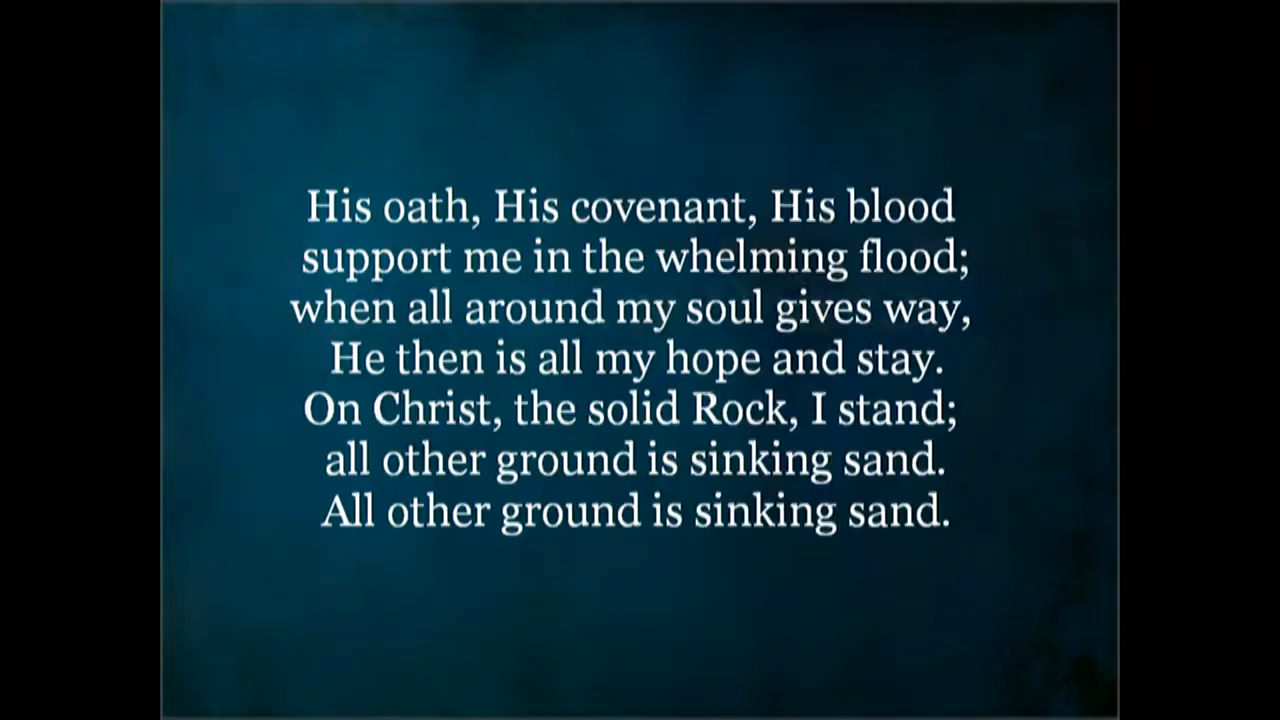 His oath, His covenant, His blood
support me in the whelming flood;
when all around my soul gives way,
He then is all my hope and stay.
On Christ, the solid Rock, I stand;
all other ground is sinking sand.
All other ground is sinking sand.